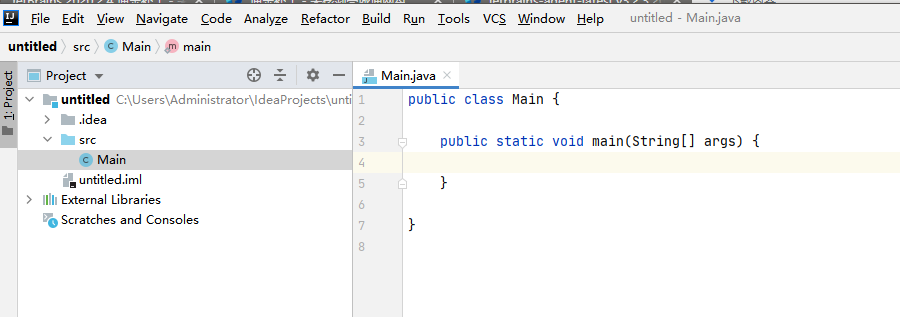 File Edit View Navigate Code Analyze Refactor Build Run Tools VCS Window Help untitled - Main.java
untitled src Main main
1: Project
Project
Main.java
untitled C:\Users\Administrator\IdeaProjects\unti
.idea
src
Main
untitled.iml
External Libraries
Scratches and Consoles
1 public class Main {
2
3 public static void main(String[] args) {
4
5 }
6
7 }
8